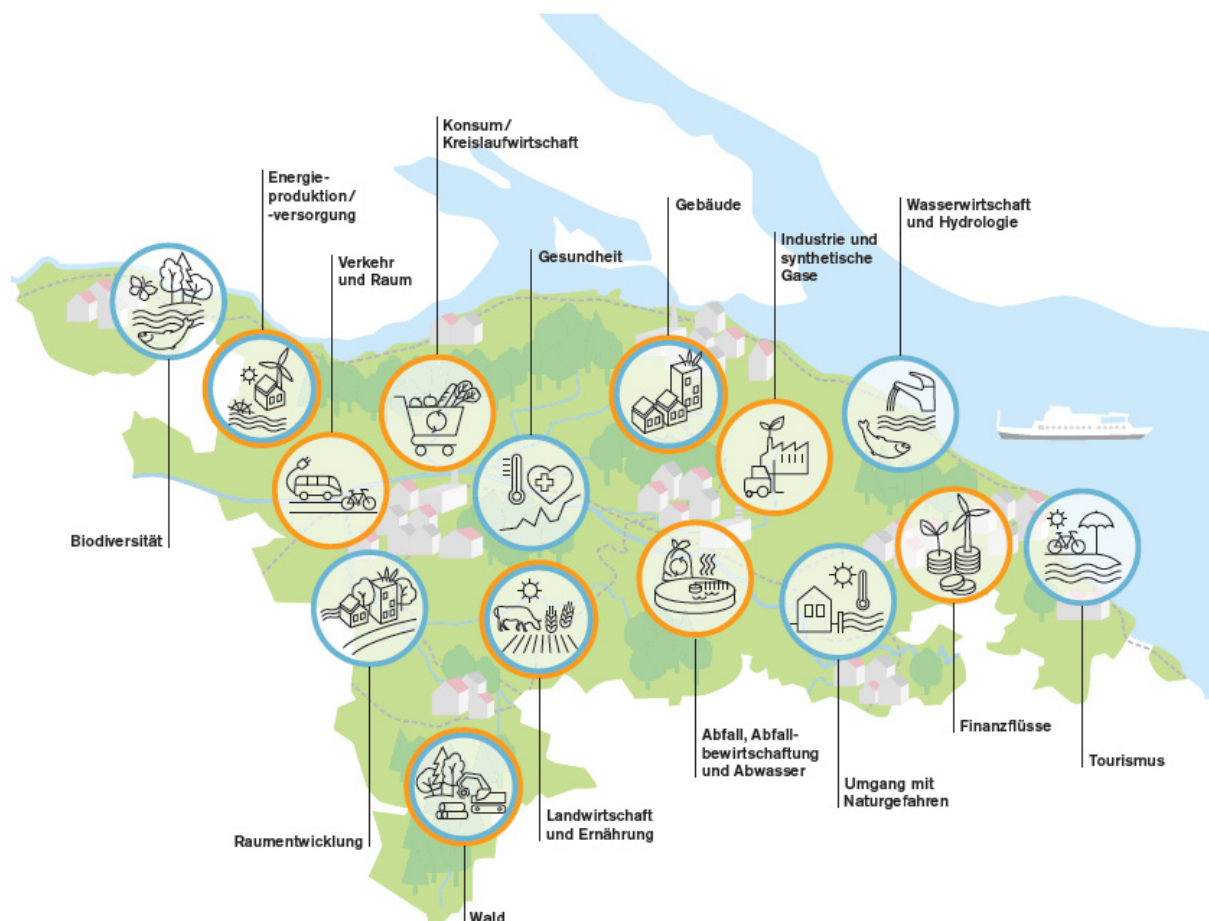 Konsum/
Kreislaufwirtschaft
Energie-
produktion/
-versorgung
Gebäude
Wasserwirtschaft
und Hydrologie
Verkehr
und Raum
Gesundheit
Industrie und
synthetische
Gase
Biodiversität
Abfall, Abfall-
bewirtschaftung
und Abwasser
Finanzflüsse
Tourismus
Umgang mit
Naturgefahren
Raumentwicklung
Landwirtschaft
und Ernährung
Wald